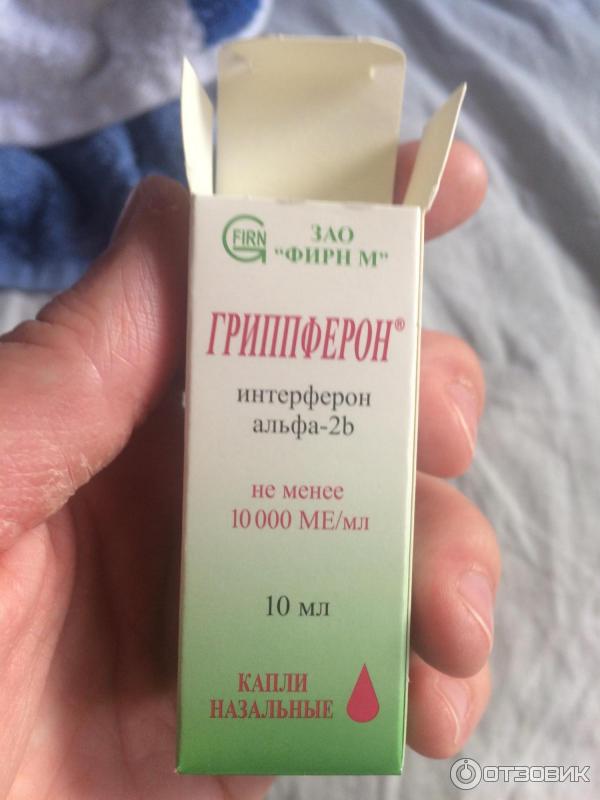 FIRN
ЗАО
"ФИРН М"
ГРИППФЕРОН®
интерферон
альфа-2b
не менее
10 000 МЕ/мл
10 мл
КАПЛИ
НАЗАЛЬНЫЕ
ОТЗОВИК